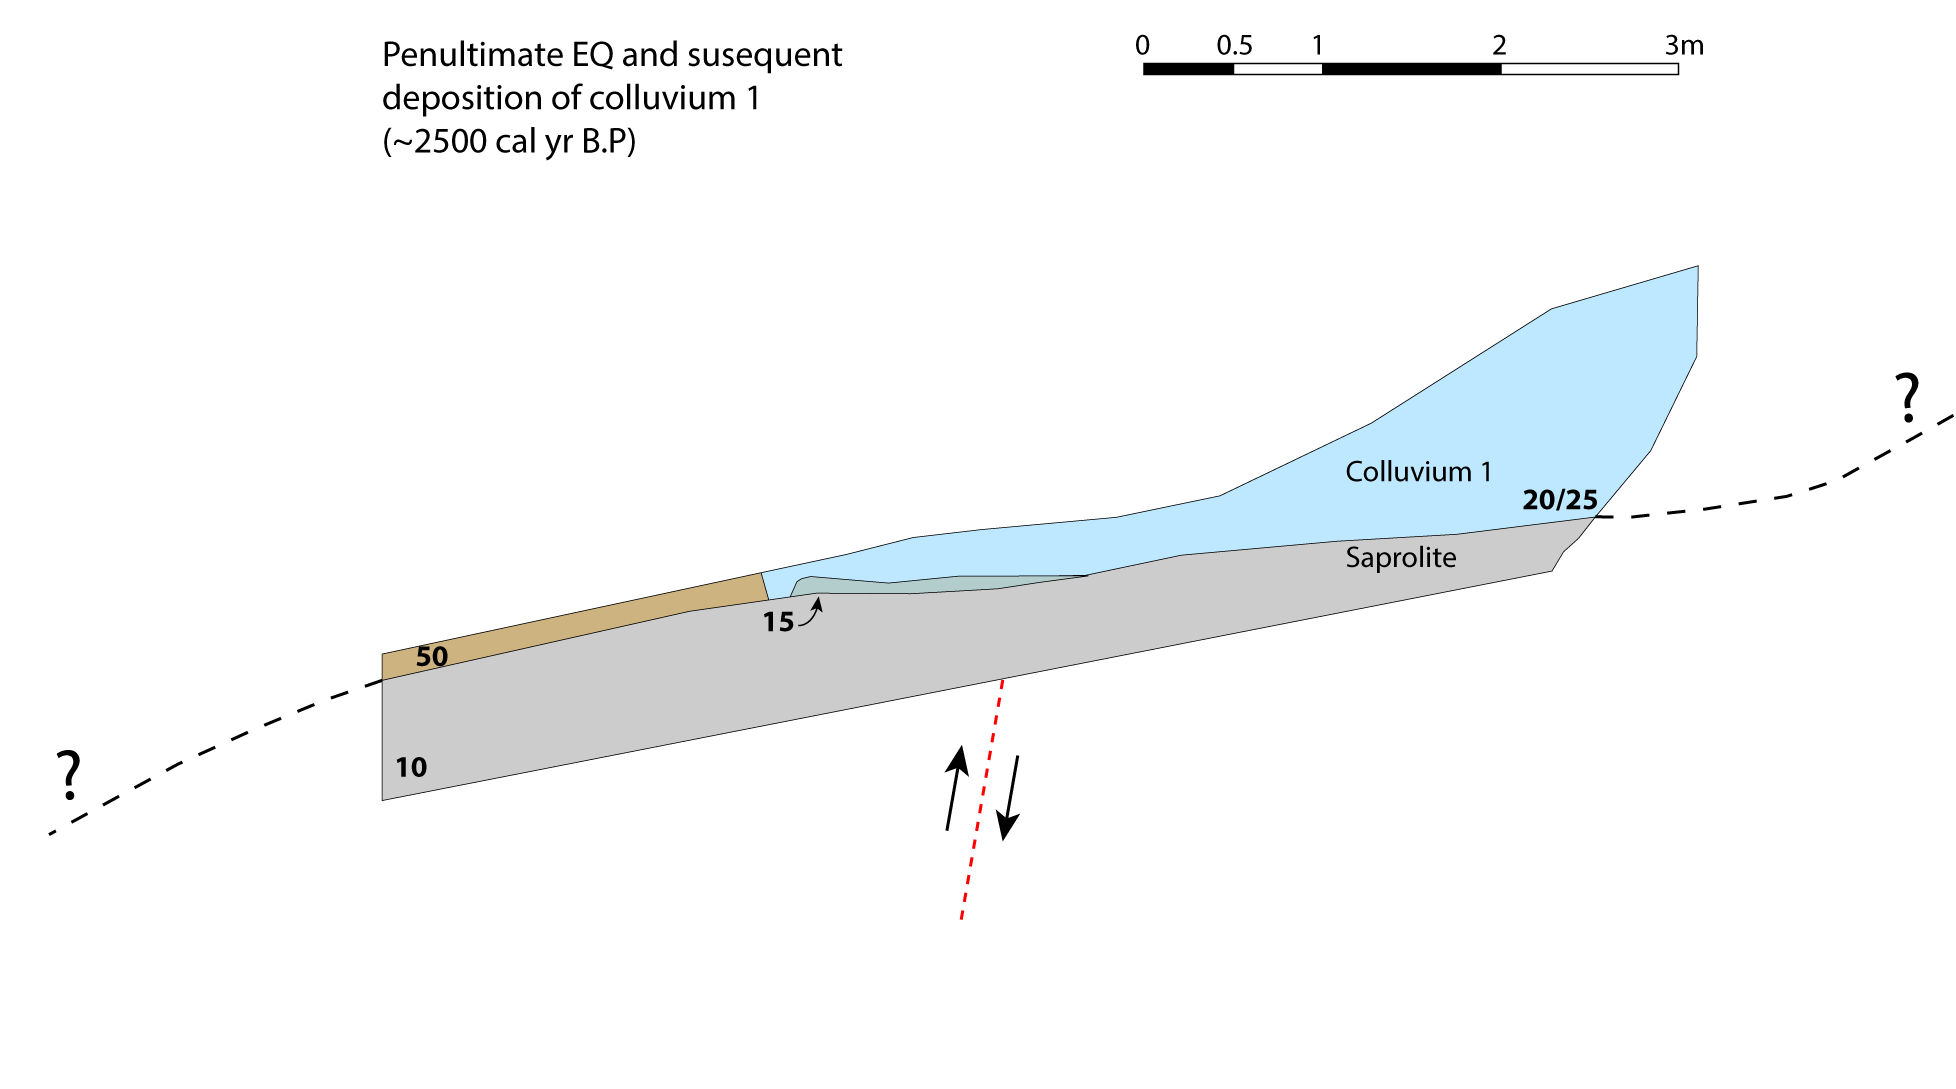 Penultimate EQ and susequent
deposition of colluvium 1
(~2500 cal yr B.P)
0 0.5 1 2 3m
?
Colluvium 1
20/25
Saprolite
15
50
?
10